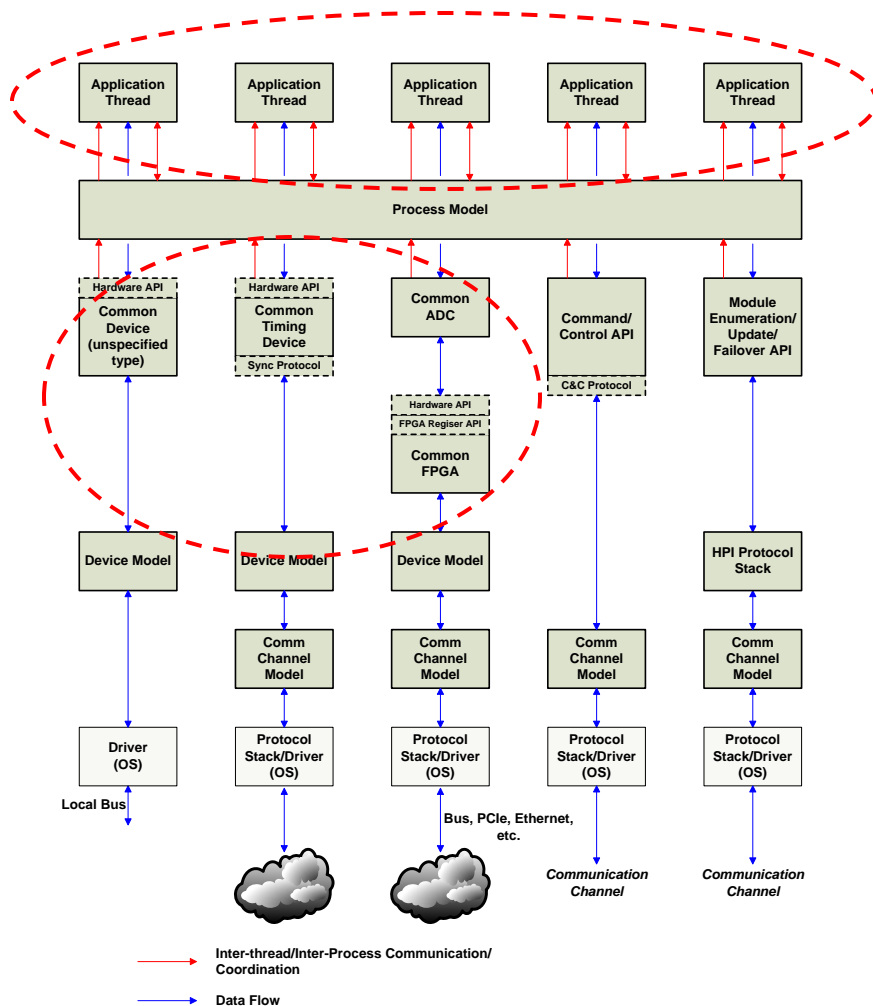 Application
Thread
Application
Thread
Application
Thread
Application
Thread
Application
Thread
Process Model
Hardware API
Common
Device
(unspecified
type)
Hardware API
Common
Timing
Device
Sync Protocol
Common
ADC
Command/
Control API
C&C Protocol
Module
Enumeration/
Update/
Failover API
Hardware API
FPGA Regiser API
Common
FPGA
Device Model
Device Model
Device Model
HPI Protocol
Stack
Comm
Channel
Model
Comm
Channel
Model
Comm
Channel
Model
Comm
Channel
Model
Driver
(OS)
Protocol
Stack/Driver
(OS)
Protocol
Stack/Driver
(OS)
Protocol
Stack/Driver
(OS)
Protocol
Stack/Driver
(OS)
Local Bus
Bus, PCIe, Ethernet,
etc.
Communication
Channel
Communication
Channel
Inter-thread/Inter-Process Communication/
Coordination
Data Flow